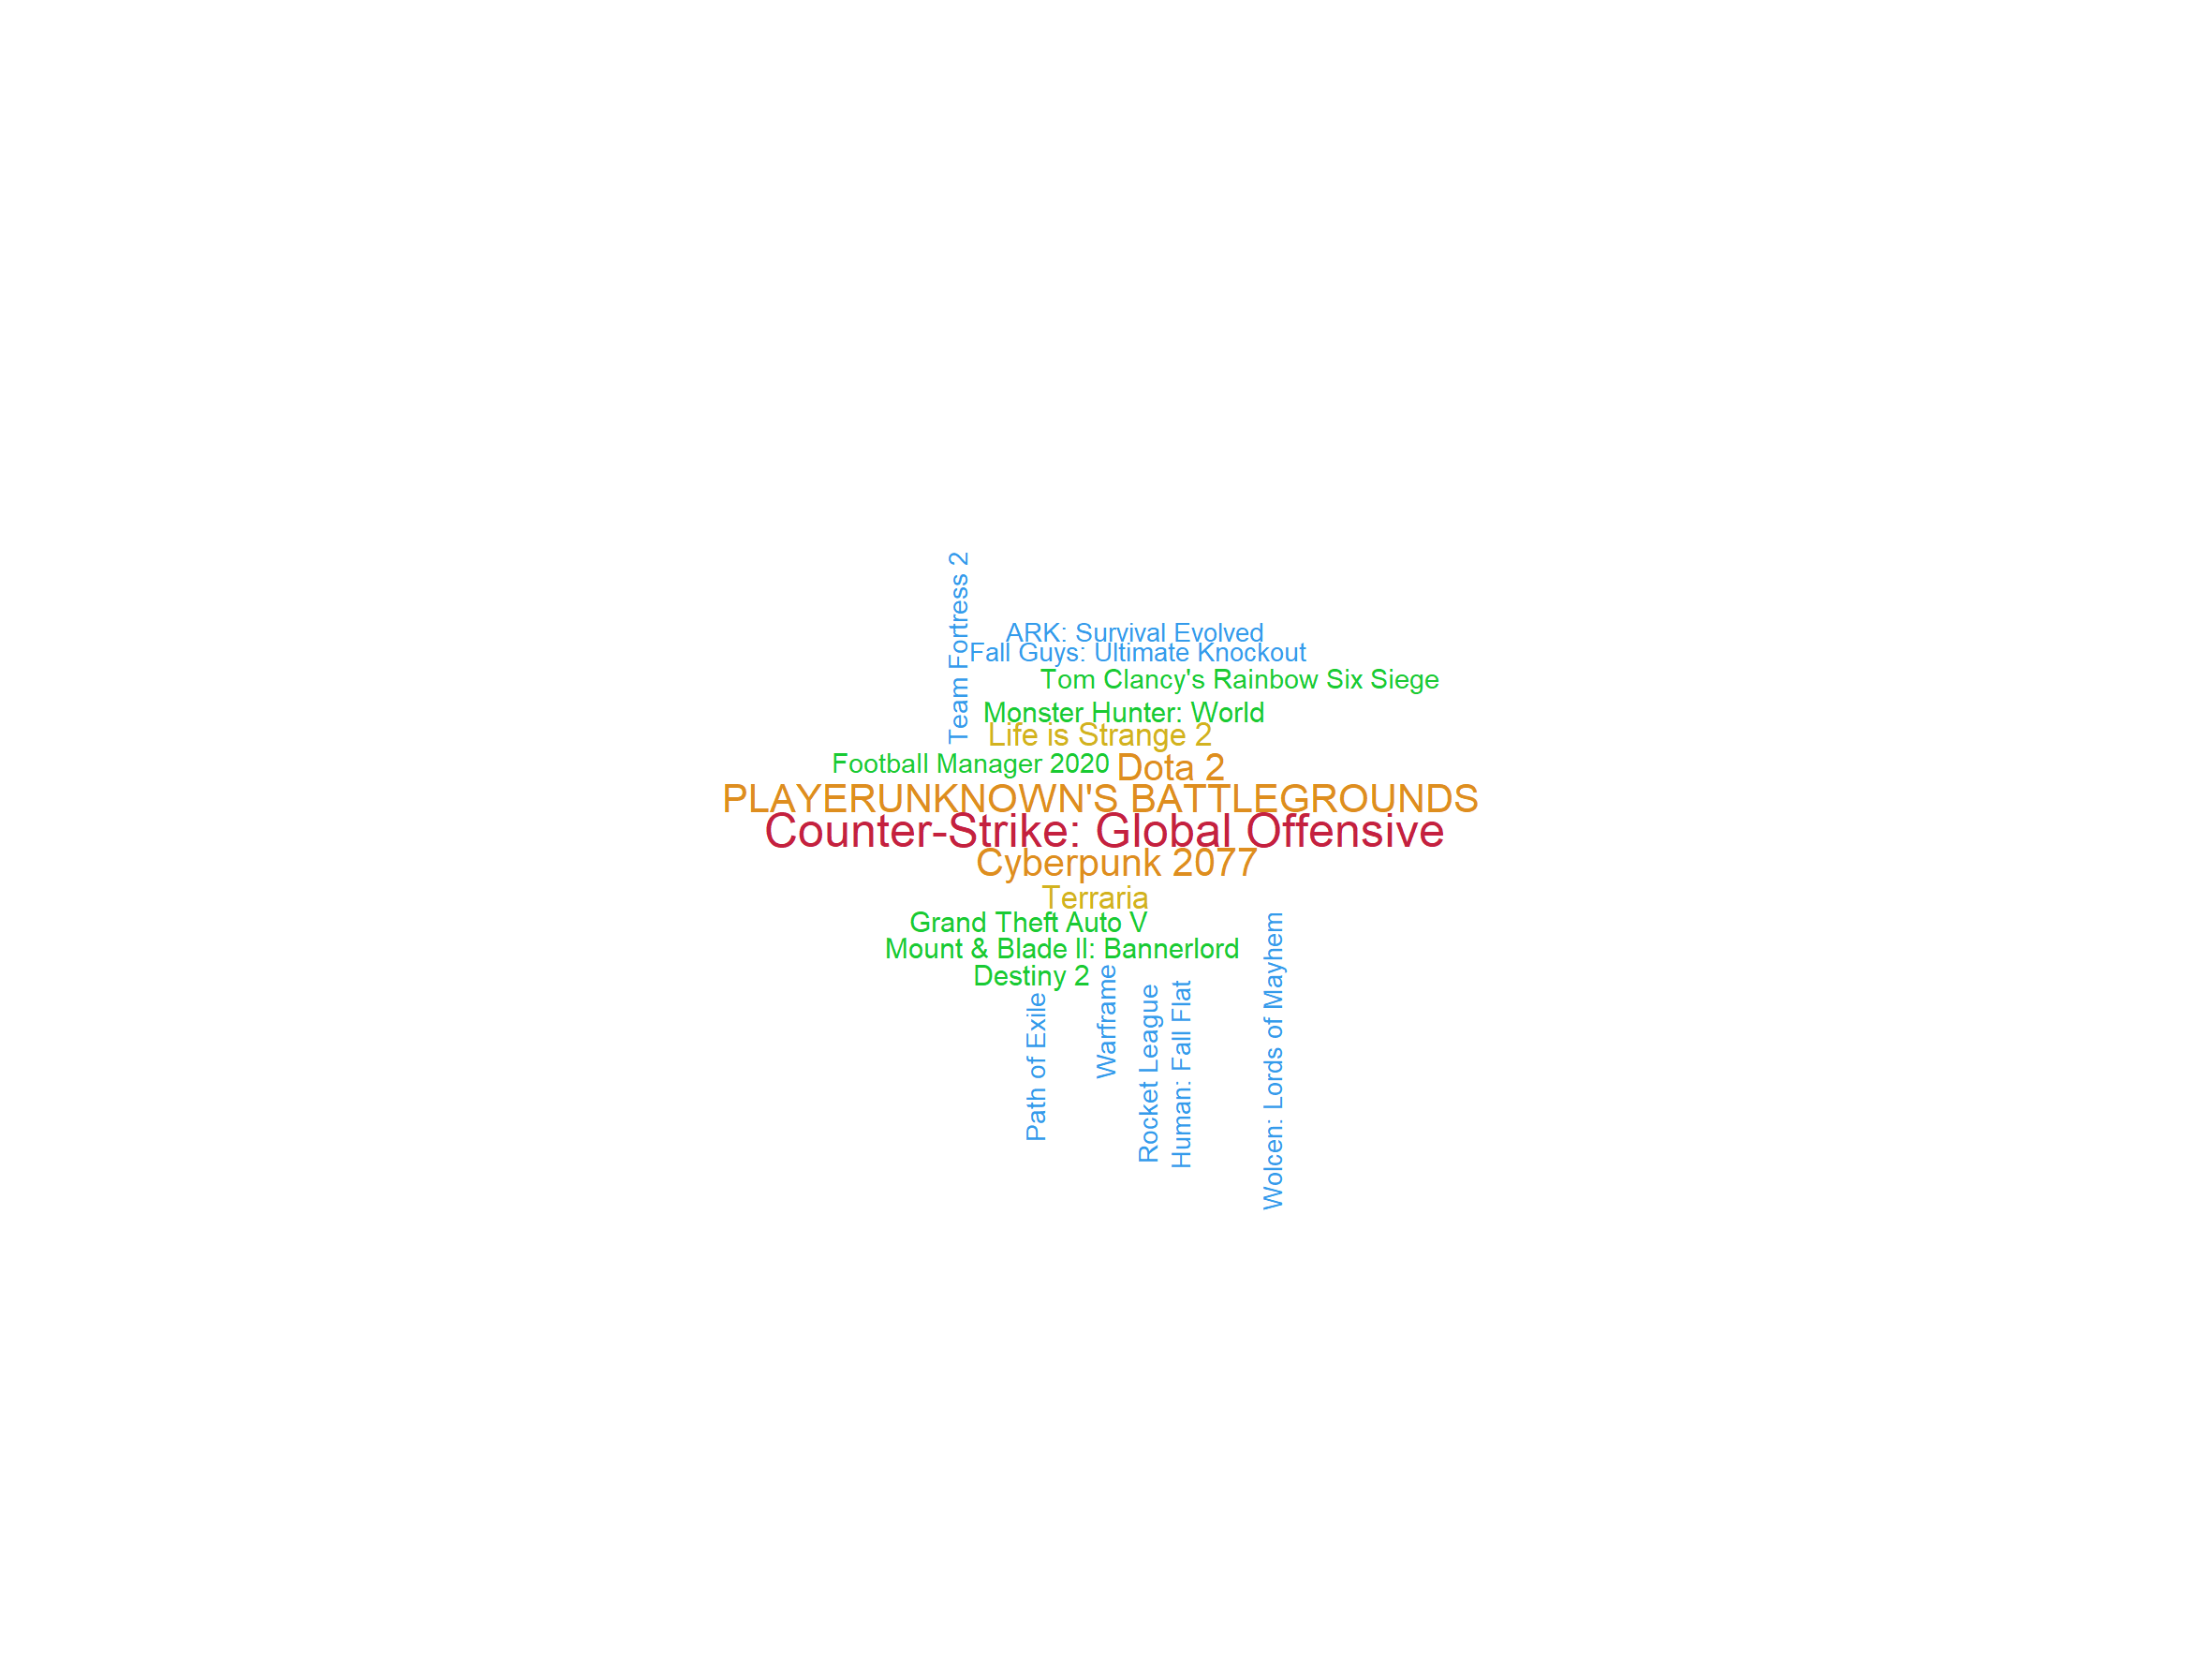 Team Fortress 2
ARK: Survival Evolved
Fall Guys: Ultimate Knockout
Tom Clancy's Rainbow Six Siege
Monster Hunter: World
Life is Strange 2
Football Manager 2020
Dota 2
PLAYERUNKNOWN'S BATTLEGROUNDS
Counter-Strike: Global Offensive
Cyberpunk 2077
Terraria
Grand Theft Auto V
Mount & Blade II: Bannerlord
Destiny 2
Path of Exile
Warframe
Rocket League
Human: Fall Flat
Wolcen: Lords of Mayhem